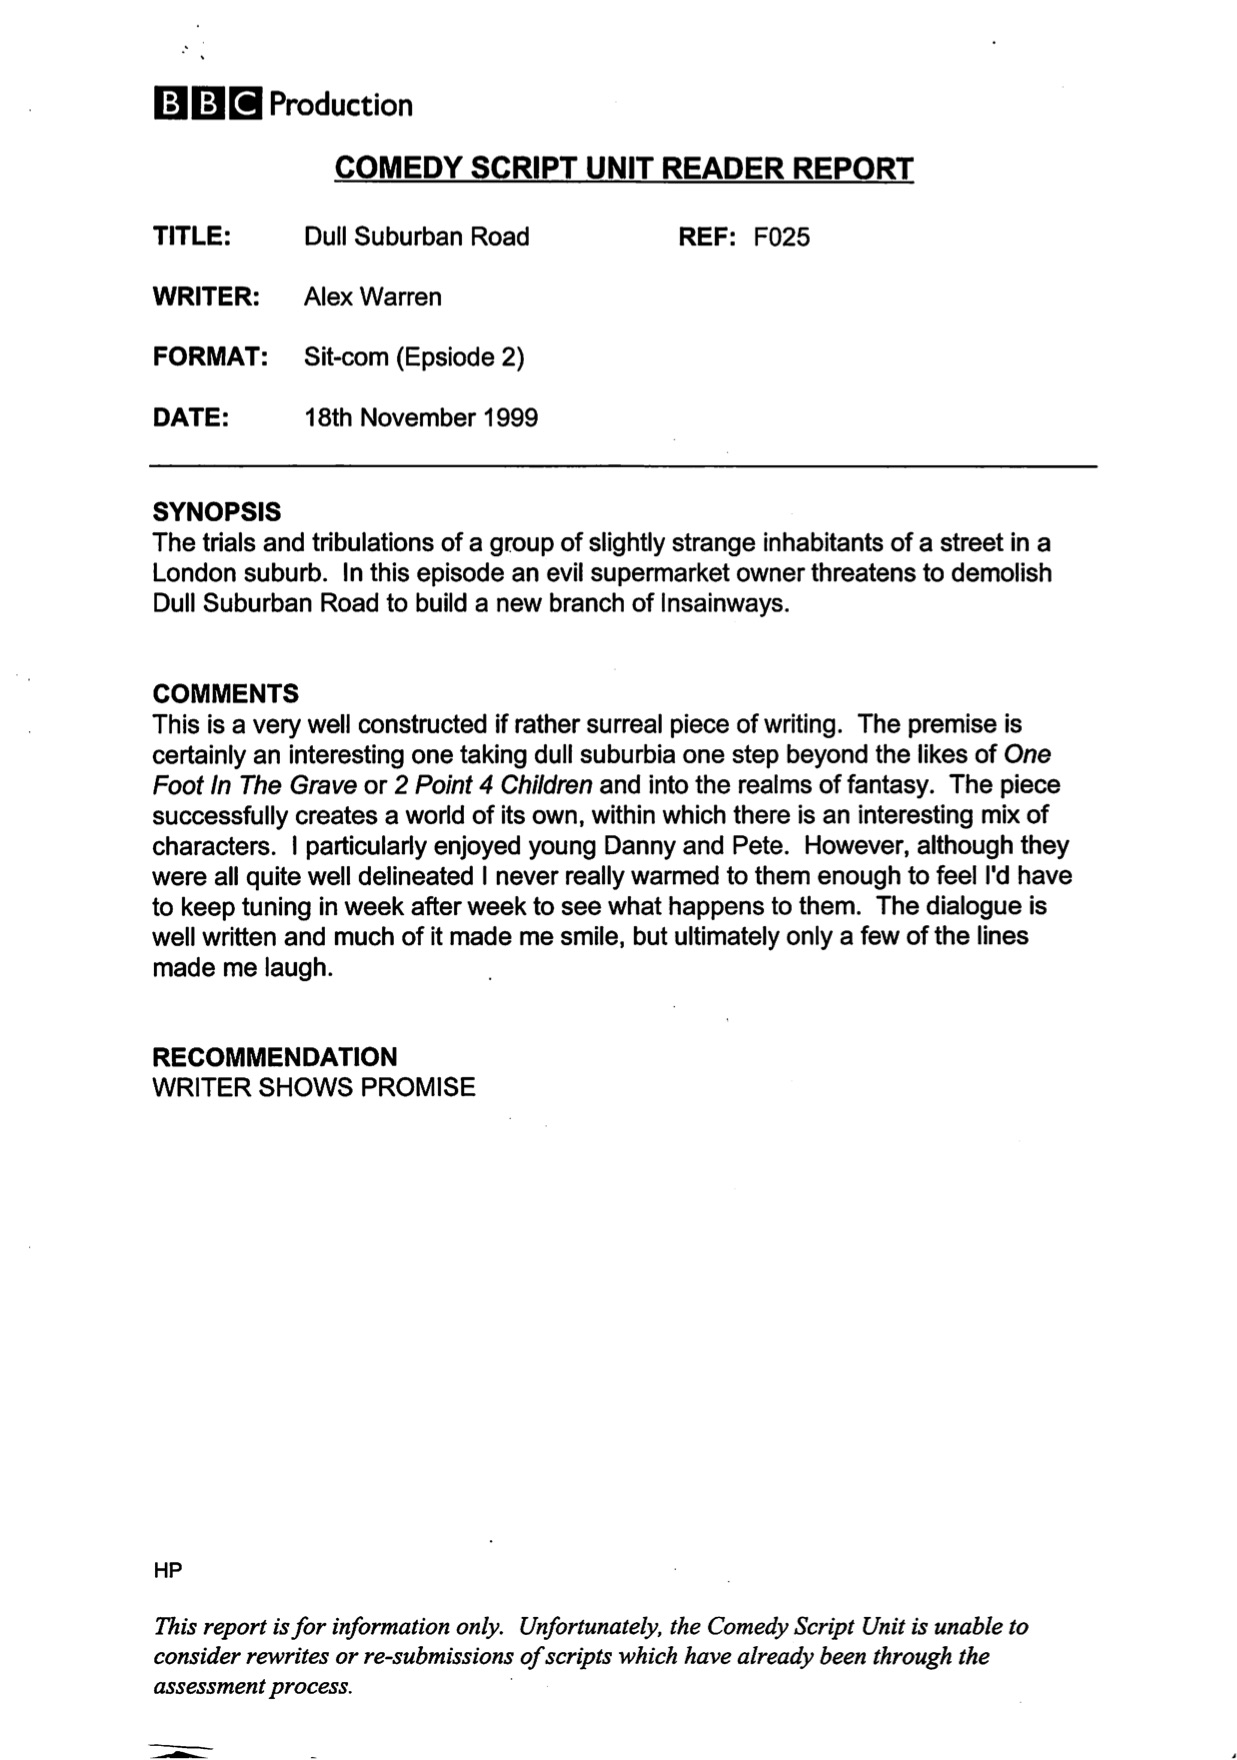 BBC Production
COMEDY SCRIPT UNIT READER REPORT
TITLE: Dull Suburban Road REF: F025
WRITER: Alex Warren
FORMAT: Sit-com (Epsiode 2)
DATE: 18th November 1999
SYNOPSIS
The trials and tribulations of a group of slightly strange inhabitants of a street in a
London suburb. In this episode an evil supermarket owner threatens to demolish
Dull Suburban Road to build a new branch of Insainways.
COMMENTS
This is a very well constructed if rather surreal piece of writing. The premise is
certainly an interesting one taking dull suburbia one step beyond the likes of One
Foot In The Grave or 2 Point 4 Children and into the realms of fantasy. The piece
successfully creates a world of its own, within which there is an interesting mix of
characters. I particularly enjoyed young Danny and Pete. However, although they
were all quite well delineated I never really warmed to them enough to feel I'd have
to keep tuning in week after week to see what happens to them. The dialogue is
well written and much of it made me smile, but ultimately only a few of the lines
made me laugh.
RECOMMENDATION
WRITER SHOWS PROMISE
HP
This report is for information only. Unfortunately, the Comedy Script Unit is unable to
consider rewrites or re-submissions of scripts which have already been through the
assessment process.